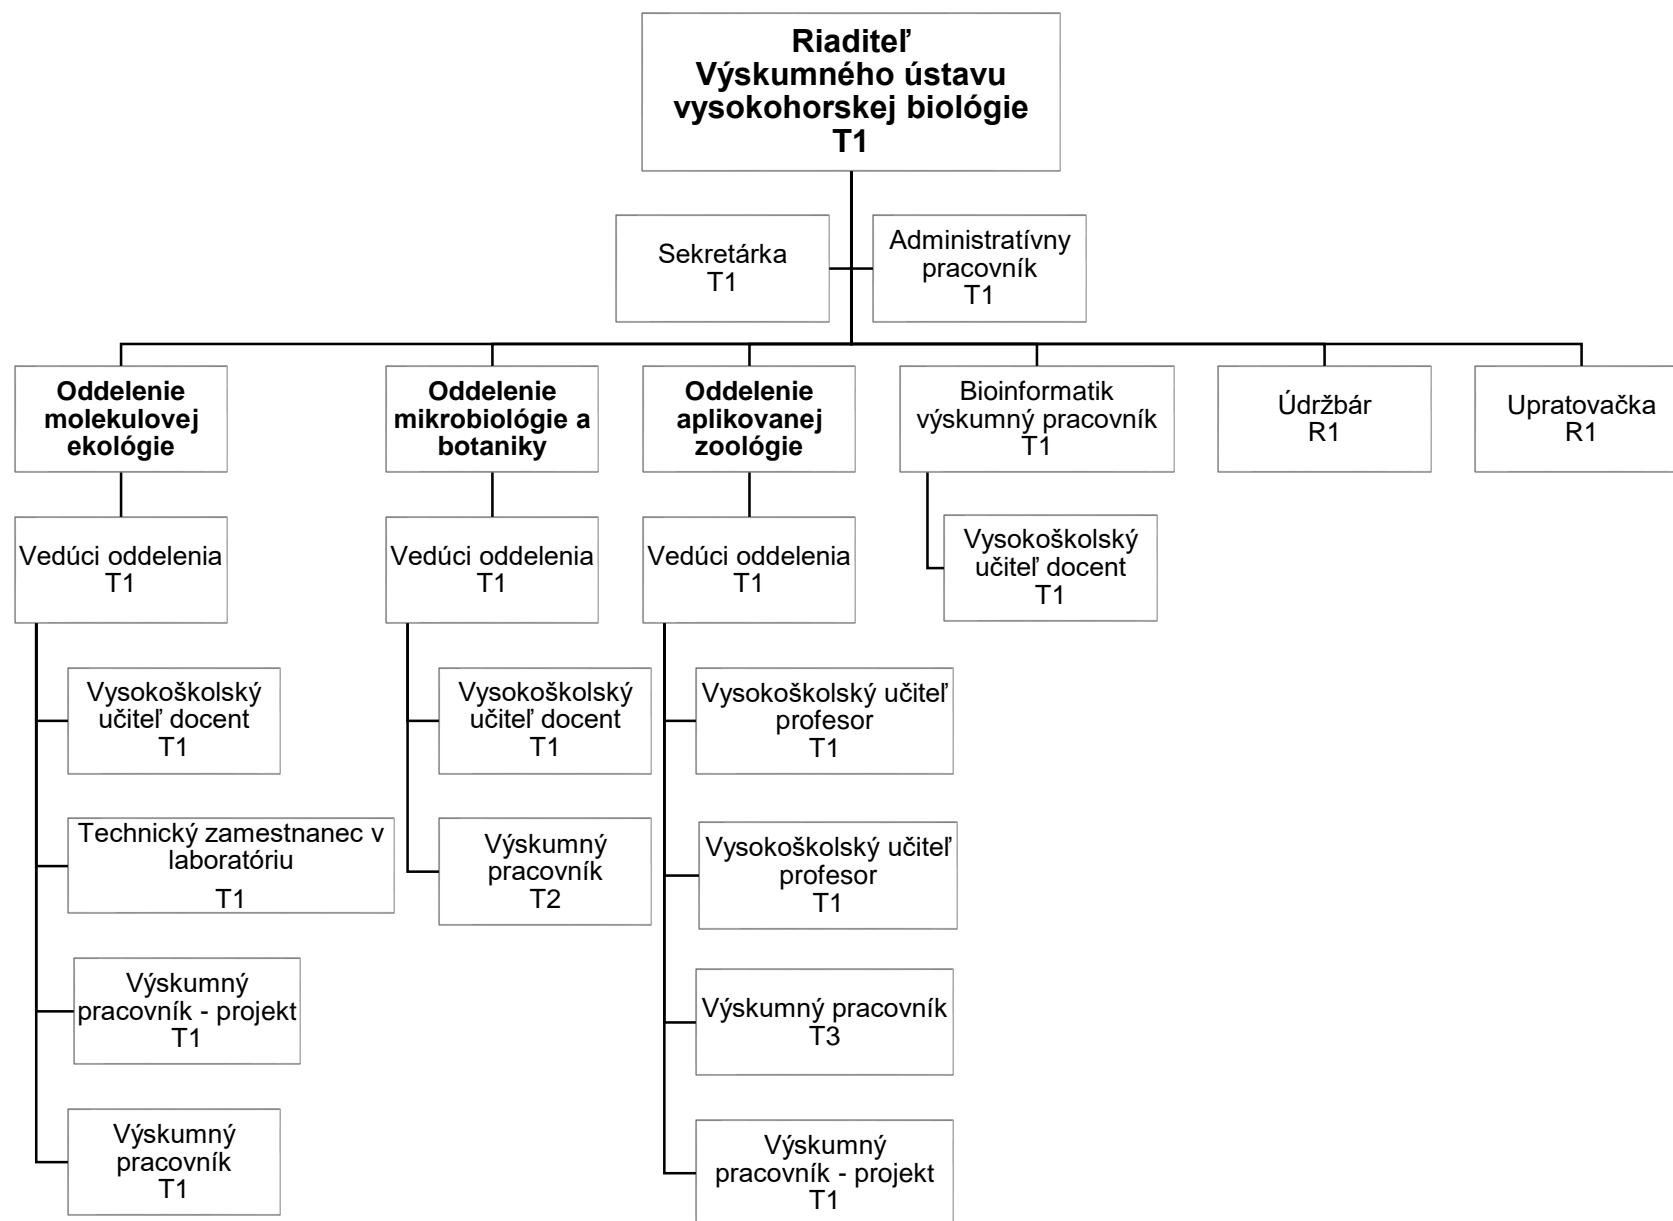 Riaditeľ
Výskumného ústavu
vysokohorskej biológie
T1
Sekretárka
T1
Administratívny
pracovník
T1
Oddelenie
molekulovej
ekológie
Oddelenie
mikrobiológie a
botaniky
Oddelenie
aplikovanej
zoológie
Bioinformatik
výskumný pracovník
T1
Údržbár
R1
Upratovačka
R1
Vedúci oddelenia
T1
Vedúci oddelenia
T1
Vedúci oddelenia
T1
Vysokoškolský
učiteľ docent
T1
Vysokoškolský
učiteľ docent
T1
Vysokoškolský
učiteľ docent
T1
Vysokoškolský učiteľ
profesor
T1
Technický zamestnanec v
laboratóriu
T1
Výskumný
pracovník
T2
Vysokoškolský učiteľ
profesor
T1
Výskumný
pracovník - projekt
T1
Výskumný pracovník
T3
Výskumný
pracovník
T1
Výskumný
pracovník - projekt
T1